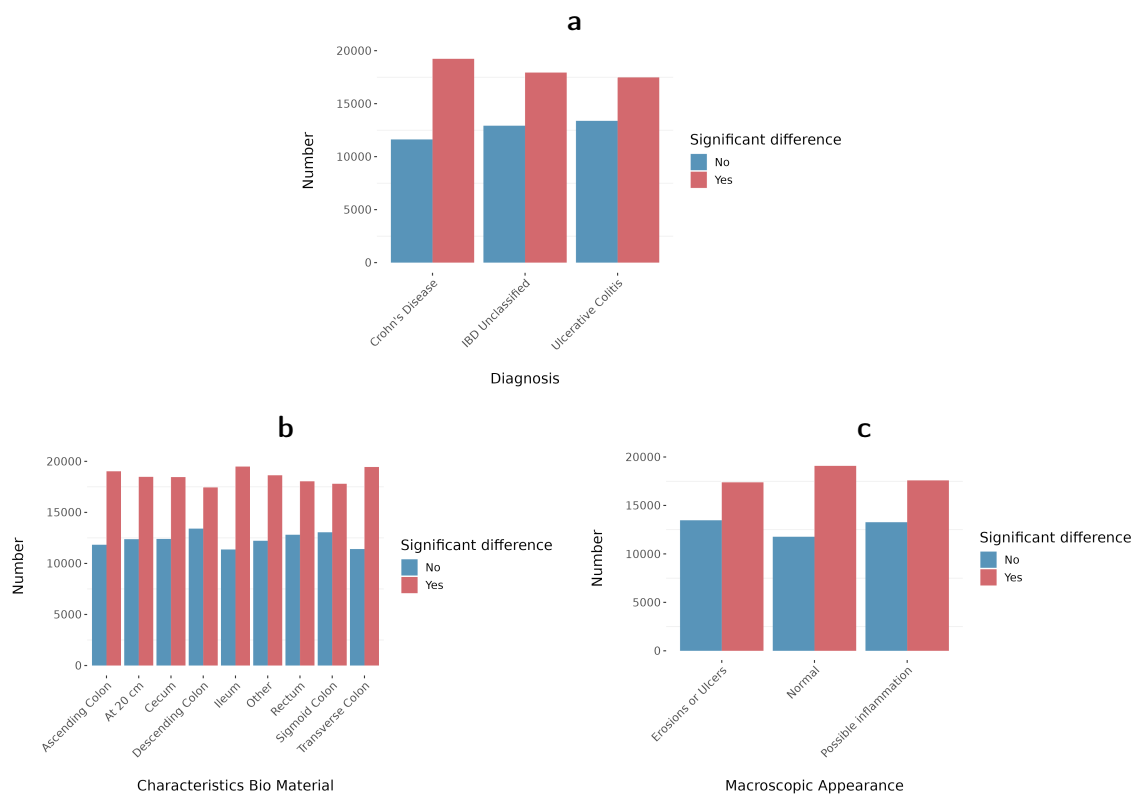 a
20000
15000
10000
5000
0
Number
Crohn's Disease
IBD Unclassified
Ulcerative Colitis
Diagnosis
Significant difference
No
Yes
b
20000
15000
10000
5000
0
Number
Ascending Colon
At 20 cm
Cecum
Descending Colon
Ileum
Other
Rectum
Sigmoid Colon
Transverse Colon
Characteristics Bio Material
Significant difference
No
Yes
c
20000
15000
10000
5000
0
Number
Erosions or Ulcers
Normal
Possible inflammation
Macroscopic Appearance
Significant difference
No
Yes